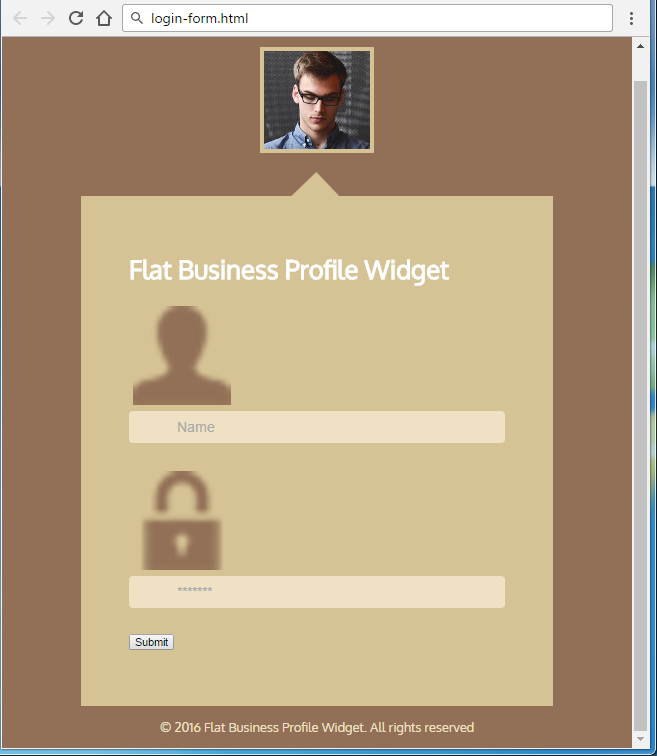 login-form.html
Flat Business Profile Widget
Name
*******
Submit
© 2016 Flat Business Profile Widget. All rights reserved